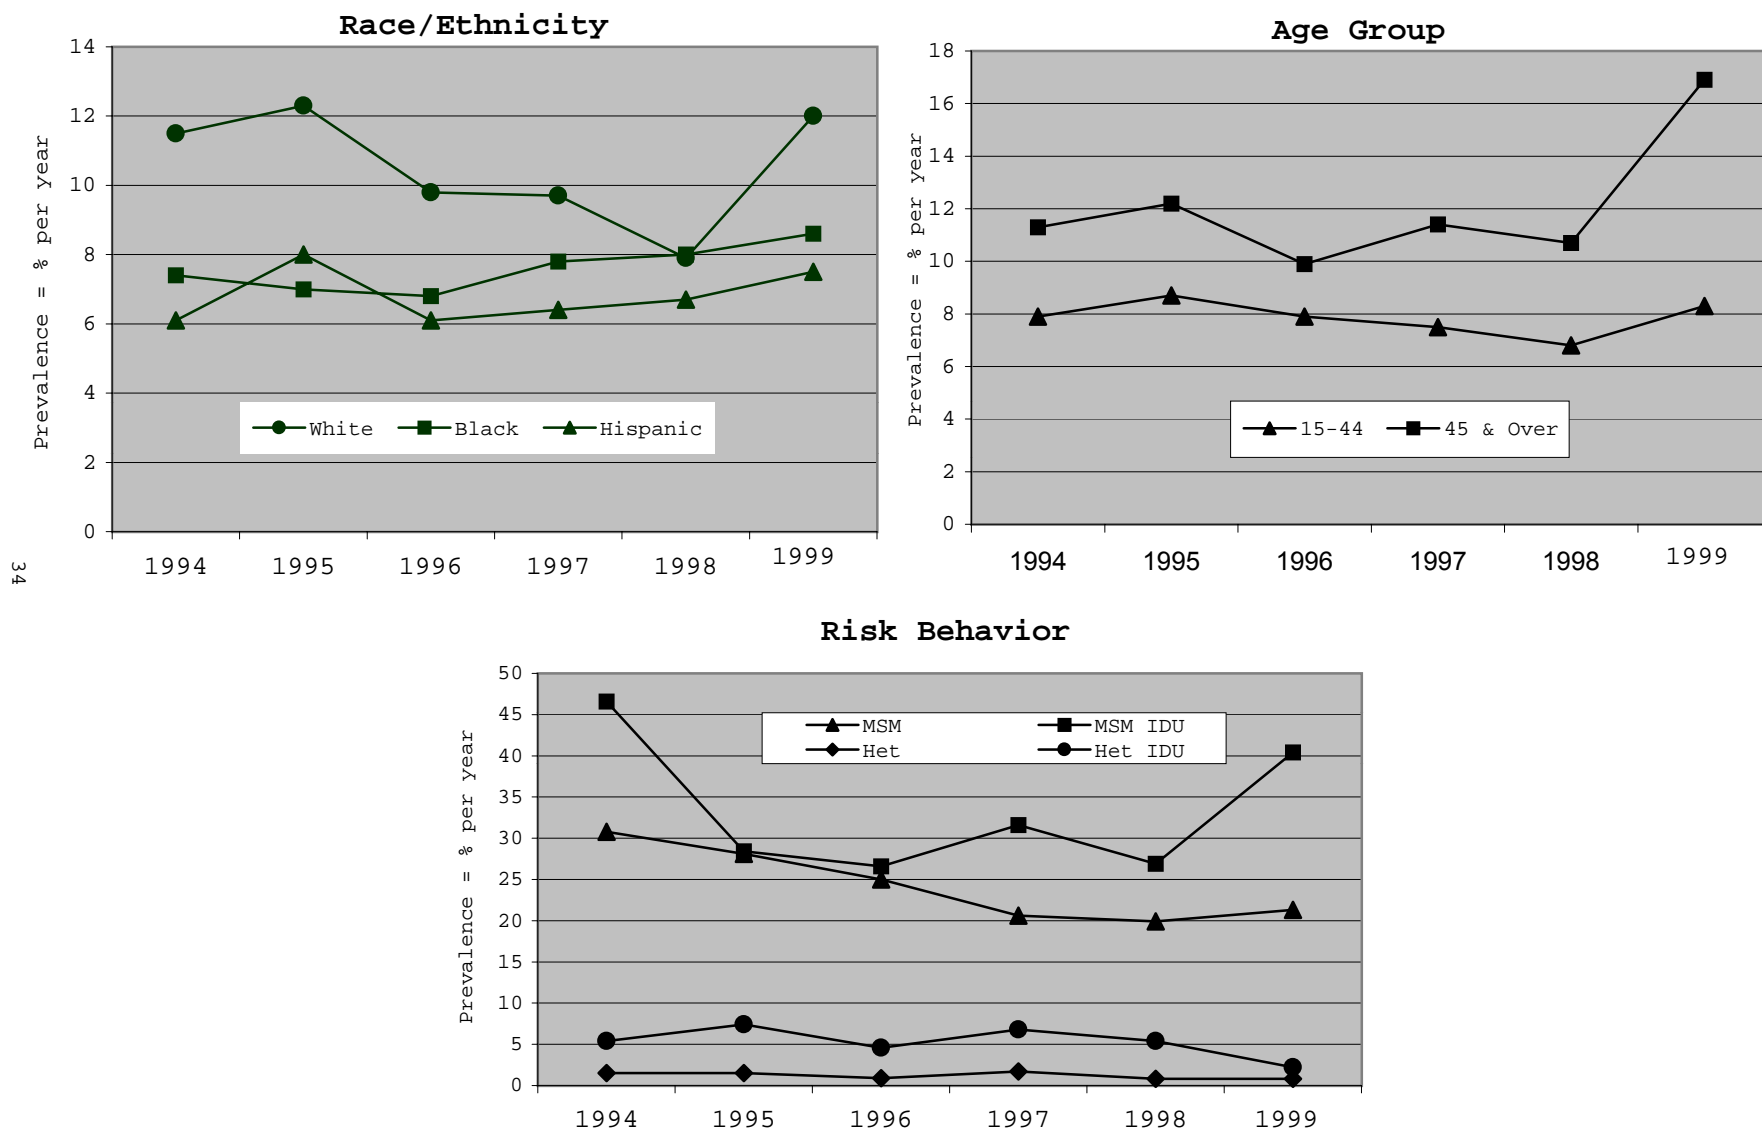 Race/Ethnicity
Prevalence = % per year
14
12
10
8
6
4
2
0
White Black Hispanic
1994 1995 1996 1997 1998 1999
Age Group
Prevalence = % per year
18
16
14
12
10
8
6
4
2
0
15-44 45 & Over
1994 1995 1996 1997 1998 1999
34
Risk Behavior
Prevalence = % per year
50
45
40
35
30
25
20
15
10
5
0
MSM MSM IDU
Het Het IDU
1994 1995 1996 1997 1998 1999